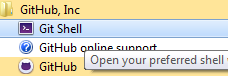 GitHub, Inc
Git Shell
GitHub online support
GitHub
Open your preferred shell